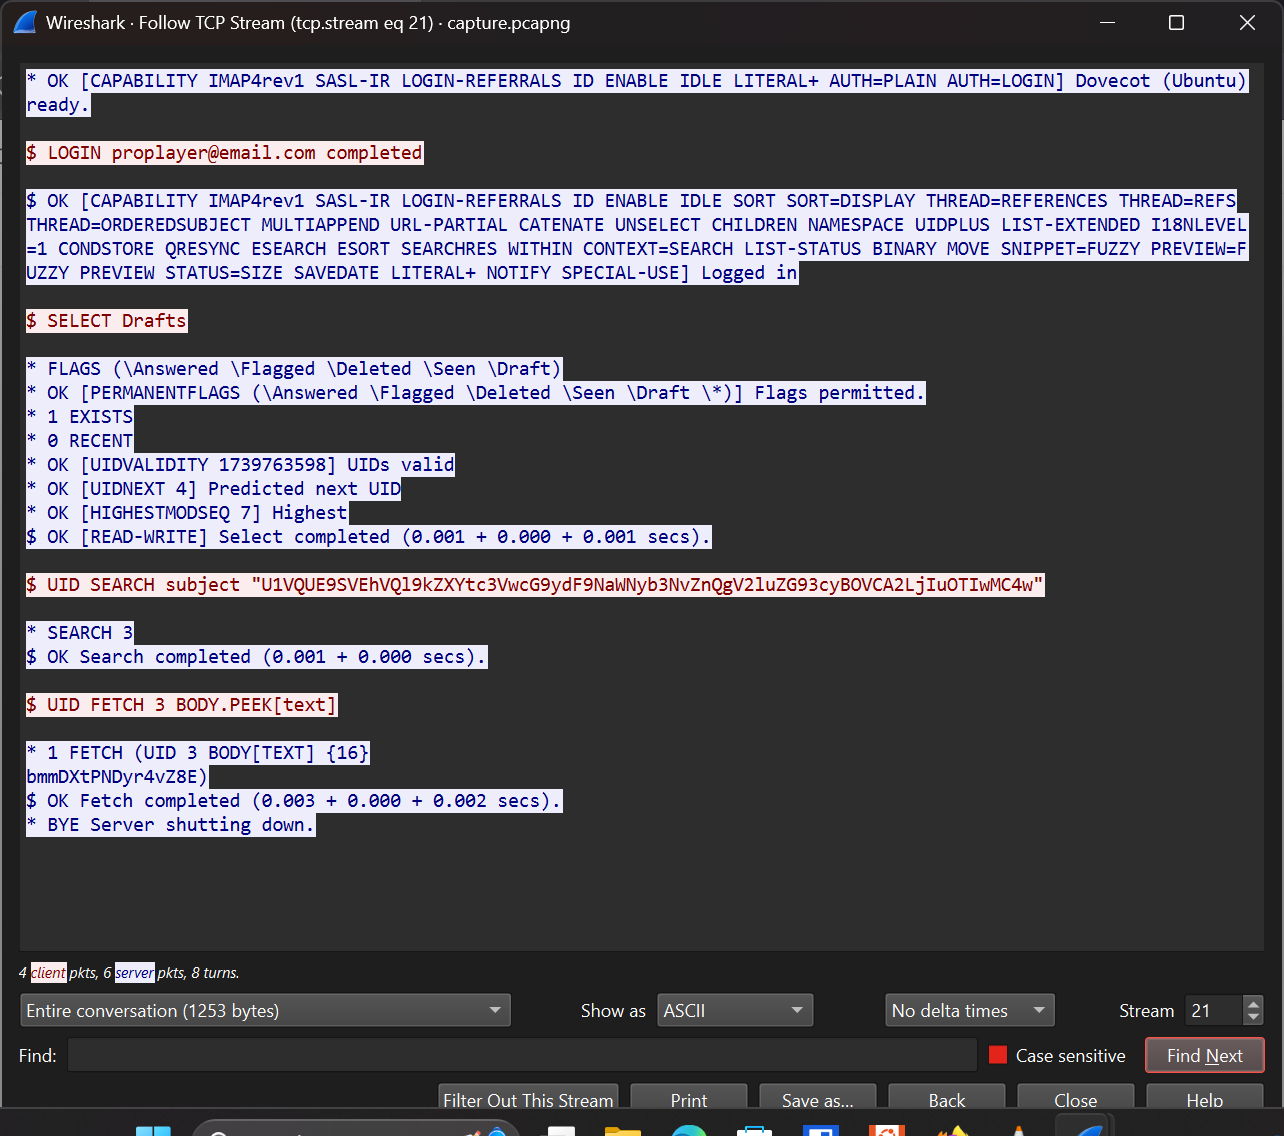 Wireshark · Follow TCP Stream (tcp.stream eq 21) · capture.pcapng
* OK [CAPABILITY IMAP4rev1 SASL-IR LOGIN-REFERRALS ID ENABLE IDLE LITERAL+ AUTH=PLAIN AUTH=LOGIN] Dovecot (Ubuntu)
ready.
$ LOGIN proplayer@email.com completed
$ OK [CAPABILITY IMAP4rev1 SASL-IR LOGIN-REFERRALS ID ENABLE IDLE SORT SORT=DISPLAY THREAD=REFERENCES THREAD=REFS
THREAD=ORDEREDSUBJECT MULTIAPPEND URL-PARTIAL CATENATE UNSELECT CHILDREN NAMESPACE UIDPLUS LIST-EXTENDED I18NLEVEL
=1 CONDSTORE QRESYNC ESEARCH ESORT SEARCHRES WITHIN CONTEXT=SEARCH LIST-STATUS BINARY MOVE SNIPPET=FUZZY PREVIEW=F
UZZY PREVIEW STATUS=SIZE SAVEDATE LITERAL+ NOTIFY SPECIAL-USE] Logged in
$ SELECT Drafts
* FLAGS (\Answered \Flagged \Deleted \Seen \Draft)
* OK [PERMANENTFLAGS (\Answered \Flagged \Deleted \Seen \Draft \*)] Flags permitted.
* 1 EXISTS
* 0 RECENT
* OK [UIDVALIDITY 1739763598] UIDs valid
* OK [UIDNEXT 4] Predicted next UID
* OK [HIGHESTMODSEQ 7] Highest
$ OK [READ-WRITE] Select completed (0.001 + 0.000 + 0.001 secs).
$ UID SEARCH subject "U1VQUE9SVEhVQl9kZXYtc3VwcG9ydF9NaWNyb3NvZnQgV2luZG93cyBOVCA2LjIuOTIwMC4w"
* SEARCH 3
$ OK Search completed (0.001 + 0.000 secs).
$ UID FETCH 3 BODY.PEEK[text]
* 1 FETCH (UID 3 BODY[TEXT] {16}
bmmDXtPNDyr4vZ8E)
$ OK Fetch completed (0.003 + 0.000 + 0.002 secs).
* BYE Server shutting down.
4 client pkts, 6 server pkts, 8 turns.
Entire conversation (1253 bytes) Show as ASCII No delta times Stream 21
Find: Case sensitive Find Next
Filter Out This Stream Print Save as... Back Close Help